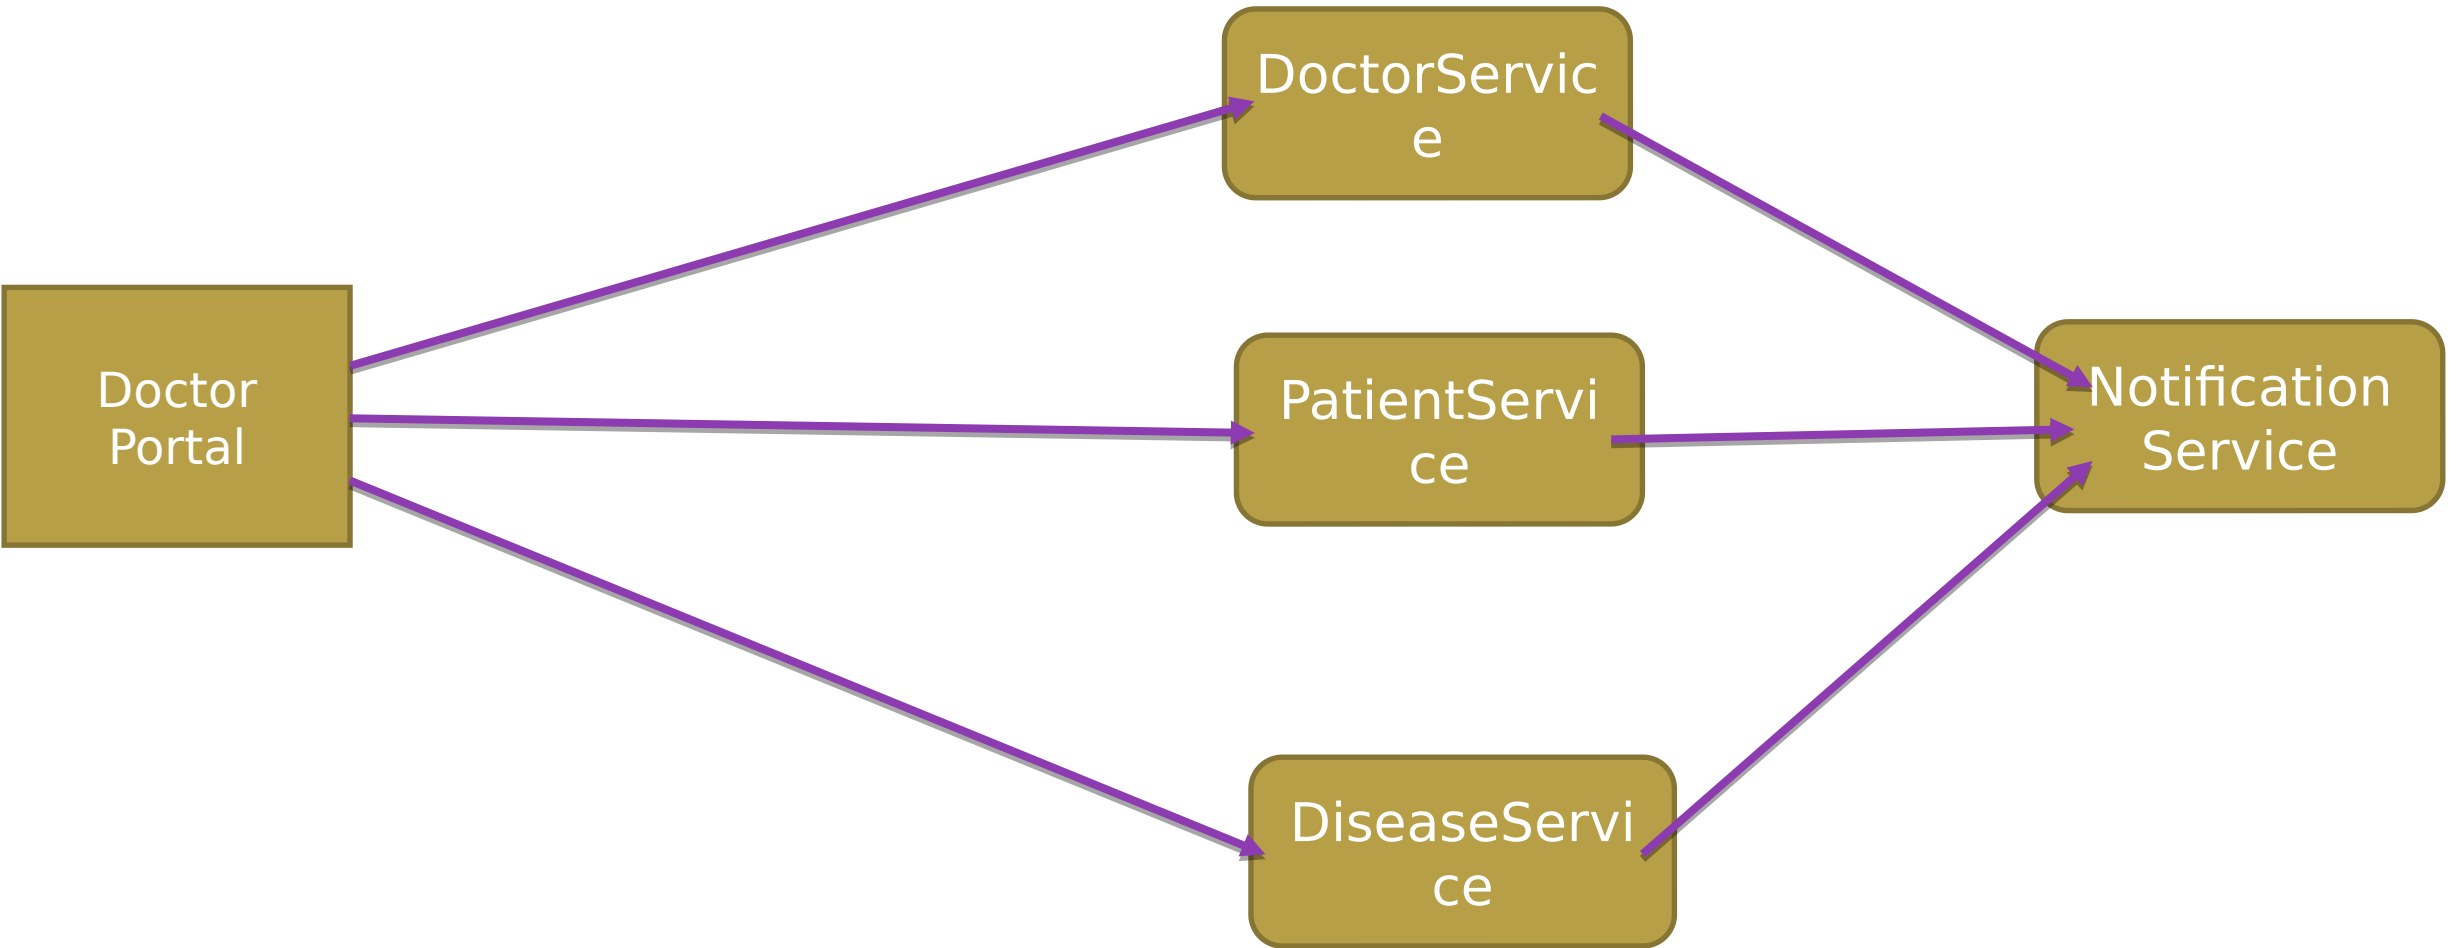 DoctorServic
e
Doctor
Portal
PatientServi
ce
Notification
Service
DiseaseServi
ce